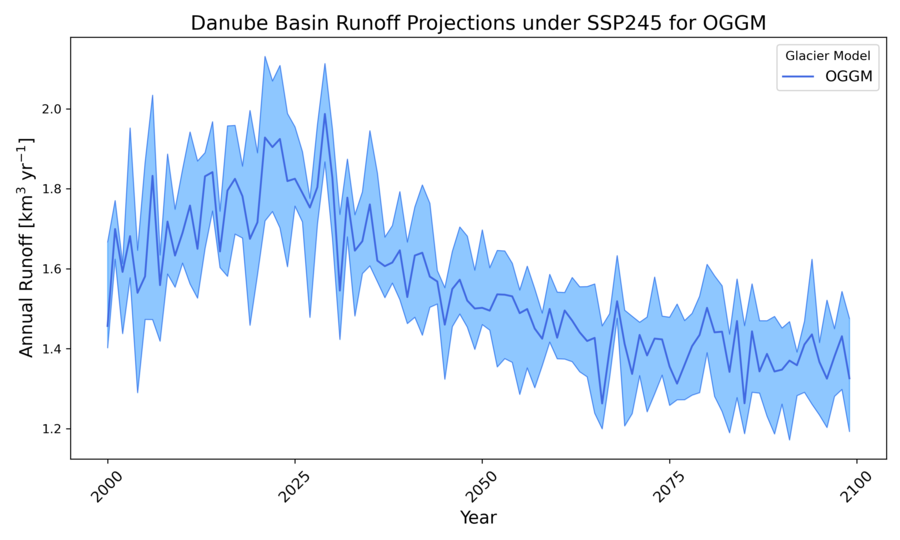 Danube Basin Runoff Projections under SSP245 for OGGM
Glacier Model
OGGM
Annual Runoff [km³ yr⁻¹]
2.0
1.8
1.6
1.4
1.2
2000
2025
2050
2075
2100
Year